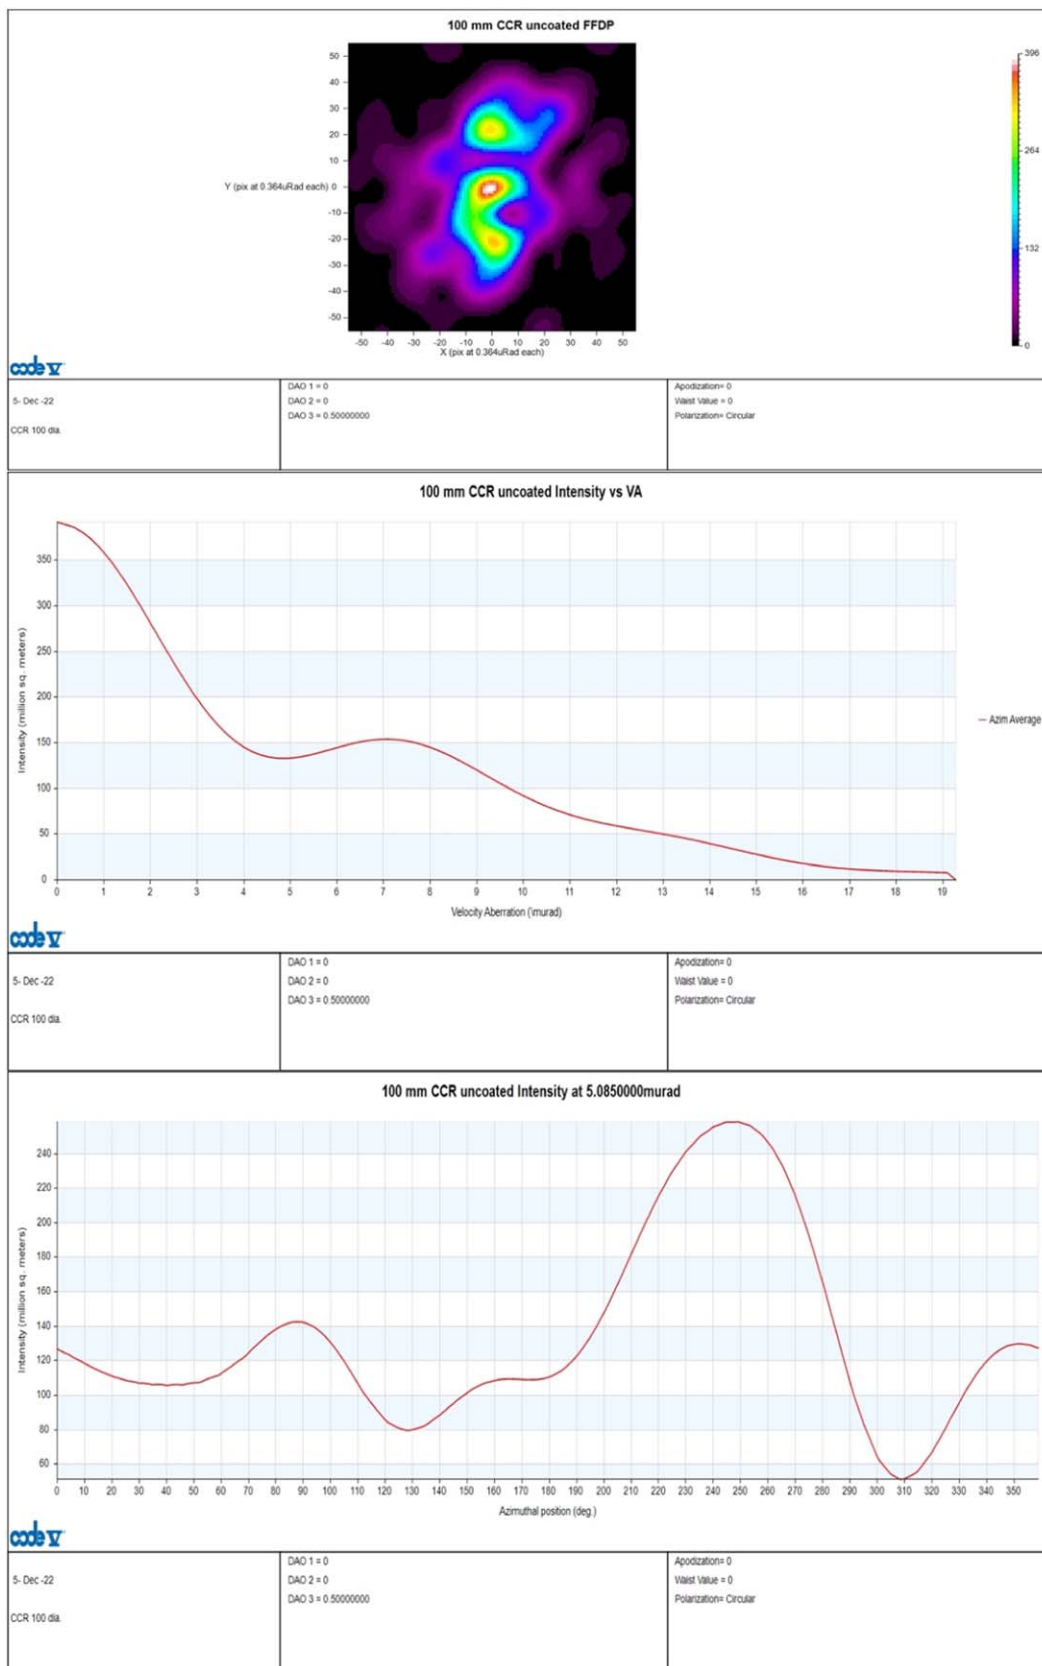 100 mm CCR uncoated FFDP
50
40
30
20
10
Y (pix at 0.364uRad each) 0
-10
-20
-30
-40
-50
-50 -40 -30 -20 -10 0 10 20 30 40 50
X (pix at 0.364uRad each)
396
264
132
0
code V
5- Dec -22
CCR 100 dia.
DAO 1 = 0
DAO 2 = 0
DAO 3 = 0.50000000
Apodization= 0
Waist Value = 0
Polarization= Circular
100 mm CCR uncoated Intensity vs VA
Intensity (million sq. meters)
350
300
250
200
150
100
50
0
0 1 2 3 4 5 6 7 8 9 10 11 12 13 14 15 16 17 18 19
Velocity Aberration (\murad)
Azim Average
code V
5- Dec -22
CCR 100 dia.
DAO 1 = 0
DAO 2 = 0
DAO 3 = 0.50000000
Apodization= 0
Waist Value = 0
Polarization= Circular
100 mm CCR uncoated Intensity at 5.0850000murad
Intensity (million sq. meters)
240
220
200
180
160
140
120
100
80
60
0 10 20 30 40 50 60 70 80 90 100 110 120 130 140 150 160 170 180 190 200 210 220 230 240 250 260 270 280 290 300 310 320 330 340 350
Azimuthal position (deg.)
code V
5- Dec -22
CCR 100 dia.
DAO 1 = 0
DAO 2 = 0
DAO 3 = 0.50000000
Apodization= 0
Waist Value = 0
Polarization= Circular